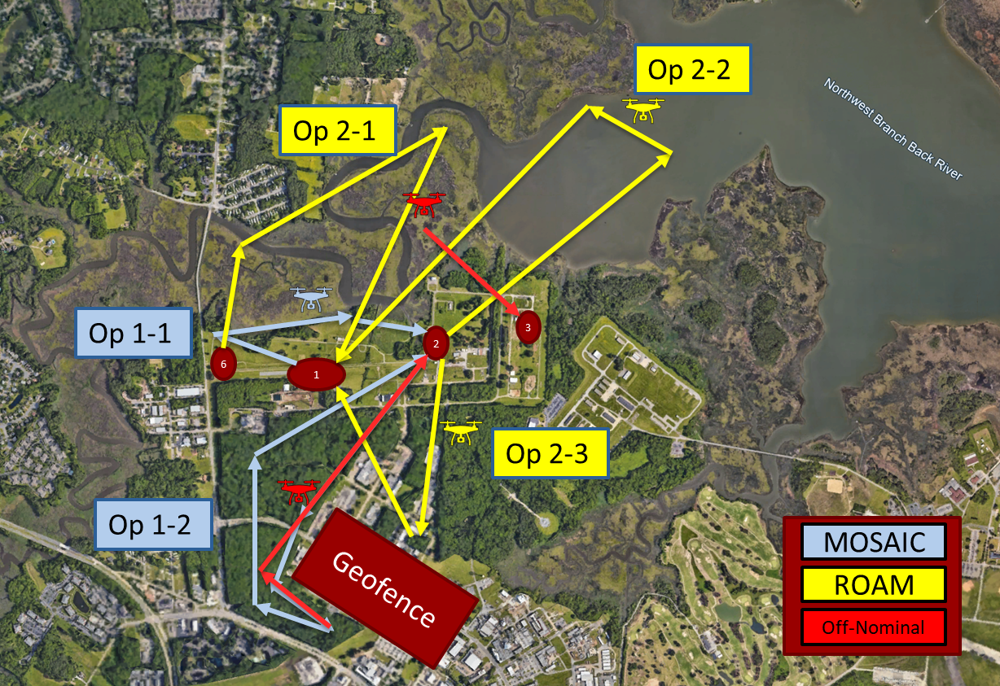 Op 2-2
Northwest Branch Back River
Op 2-1
Op 1-1
6
1
2
3
Op 2-3
Op 1-2
Geofence
MOSAIC
ROAM
Off-Nominal